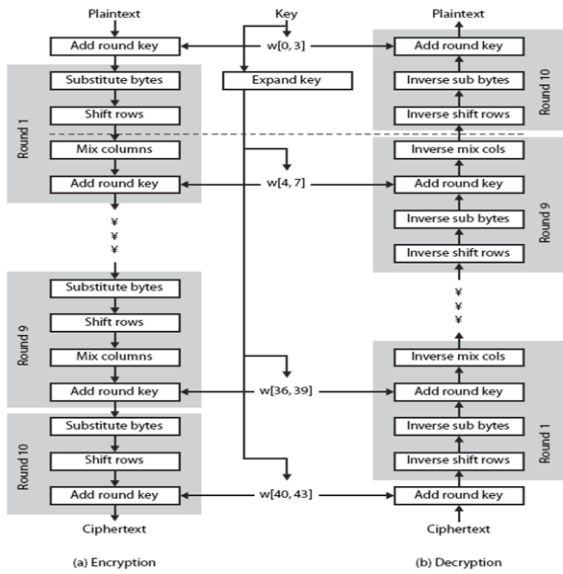 Plaintext
Add round key
Round 1
Substitute bytes
Shift rows
Mix columns
Add round key
¥
¥
¥
Round 9
Substitute bytes
Shift rows
Mix columns
Add round key
Round 10
Substitute bytes
Shift rows
Add round key
Ciphertext
(a) Encryption
Key
w[0, 3]
Expand key
w[4, 7]
w[36, 39]
w[40, 43]
Plaintext
Add round key
Inverse sub bytes
Inverse shift rows
Round 10
Inverse mix cols
Add round key
Inverse sub bytes
Inverse shift rows
Round 9
¥
¥
¥
Inverse mix cols
Add round key
Inverse sub bytes
Inverse shift rows
Round 1
Add round key
Ciphertext
(b) Decryption